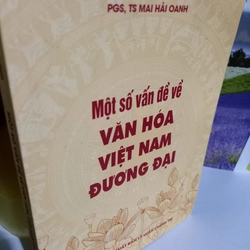 PGS, TS MAI HẢI OANH
Một số vấn đề về
VĂN HÓA
VIỆT NAM
ĐƯƠNG ĐẠI